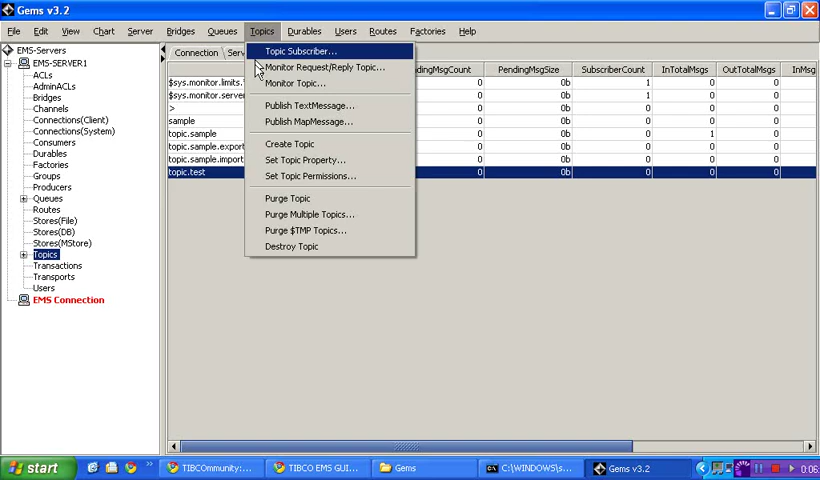 Gems v3.2
File Edit View Chart Server Bridges Queues Topics Durables Users Routes Factories Help
EMS-Servers
EMS-SERVER1
ACLs
AdminACLs
Bridges
Channels
Connections(Client)
Connections(System)
Consumers
Durables
Factories
Groups
Producers
Queues
Routes
Stores(File)
Stores(DB)
Stores(MStore)
Topics
Transactions
Transports
Users
EMS Connection
Connection
Topic Subscriber...
Monitor Request/Reply Topic...
Monitor Topic...
Publish TextMessage...
Publish MapMessage...
Create Topic
Set Topic Property...
Set Topic Permissions...
Purge Topic
Purge Multiple Topics...
Purge $TMP Topics...
Destroy Topic
PendingMsgSize SubscriberCount InTotalMsgs OutTotalMsgs
$sys.monitor.limits. 0 0b 1 0 0
$sys.monitor.server 0 0b 1 0 0
> 0 0b 0 0 0
sample 0 0b 0 0 0
topic.sample 0 0b 0 1 0
topic.sample.export 0 0b 0 0 0
topic.sample.import 0 0b 0 0 0
topic.test 0 0b 0 0 0
start TIBCOmmunity:... TIBCO EMS GUI... Gems C:\WINDOWS\s... Gems v3.2 0:06